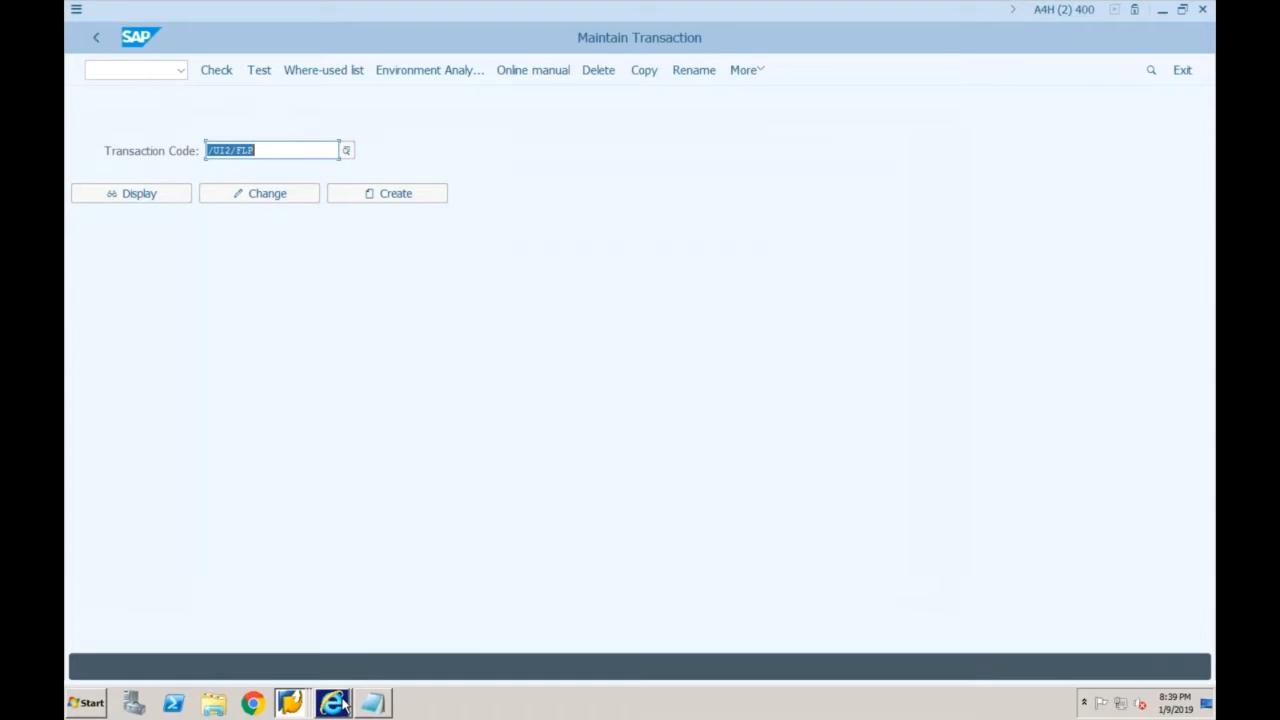 A4H (2) 400
SAP
Maintain Transaction
Check Test Where-used list Environment Analy... Online manual Delete Copy Rename More Exit
Transaction Code: /UI2/FLP
Display Change Create
Start
8:39 PM
1/9/2019